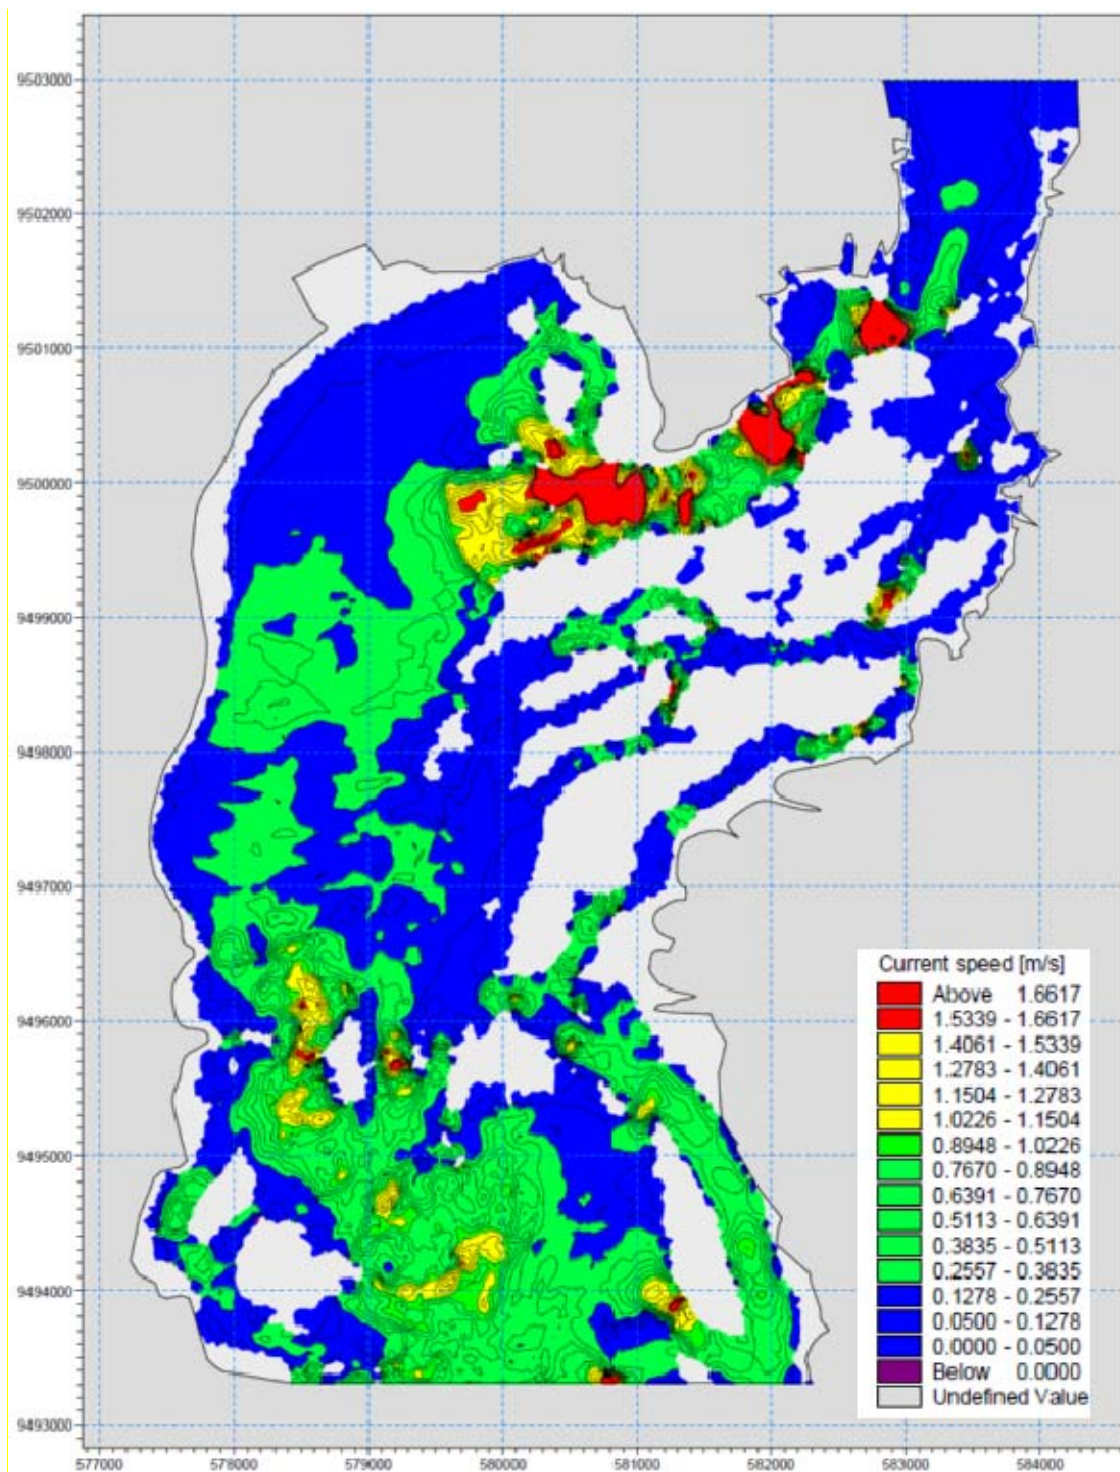 9503000
9502000
9501000
9500000
9499000
9498000
9497000
9496000
9495000
9494000
9493000
577000 578000 579000 580000 581000 582000 583000 584000
Current speed [m/s]
Above 1.6617
1.5339 - 1.6617
1.4061 - 1.5339
1.2783 - 1.4061
1.1504 - 1.2783
1.0226 - 1.1504
0.8948 - 1.0226
0.7670 - 0.8948
0.6391 - 0.7670
0.5113 - 0.6391
0.3835 - 0.5113
0.2557 - 0.3835
0.1278 - 0.2557
0.0500 - 0.1278
0.0000 - 0.0500
Below 0.0000
Undefined Value